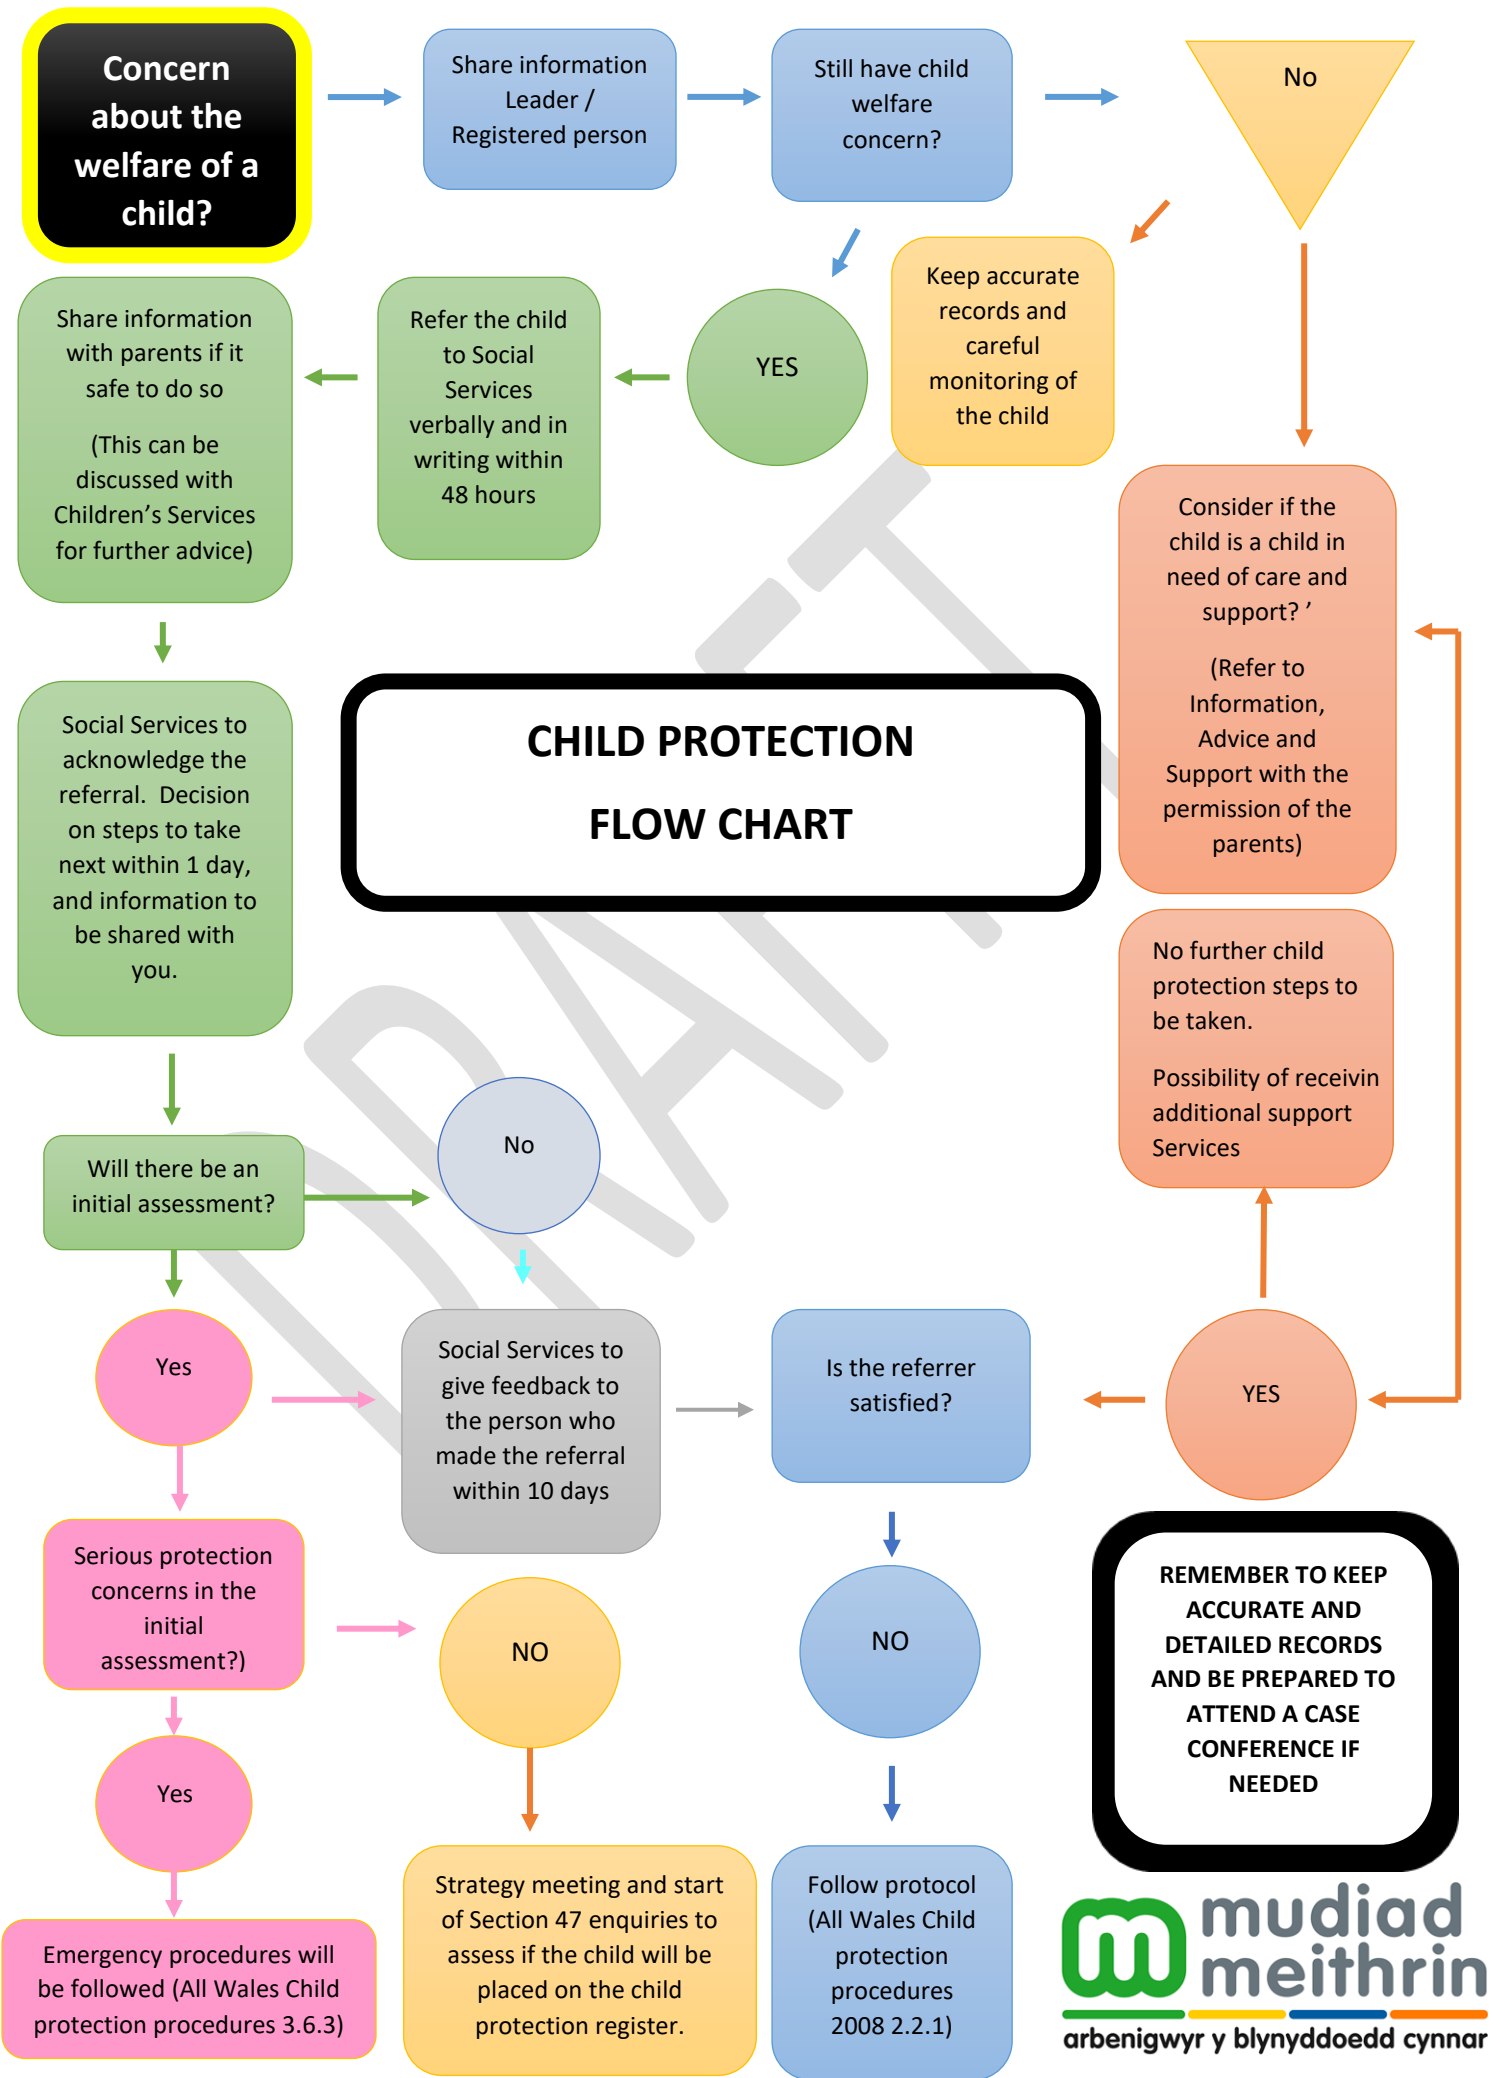 Concern
about the
welfare of a
child?
Share information
Leader /
Registered person
Still have child
welfare
concern?
No
Share information
with parents if it
safe to do so
(This can be
discussed with
Children’s Services
for further advice)
Refer the child
to Social
Services
verbally and in
writing within
48 hours
YES
Keep accurate
records and
careful
monitoring of
the child
Consider if the
child is a child in
need of care and
support? ’
(Refer to
Information,
Advice and
Support with the
permission of the
parents)
CHILD PROTECTION
FLOW CHART
DRAFT
Social Services to
acknowledge the
referral. Decision
on steps to take
next within 1 day,
and information to
be shared with
you.
No further child
protection steps to
be taken.
Possibility of receivin
additional support
Services
Will there be an
initial assessment?
No
Yes
Social Services to
give feedback to
the person who
made the referral
within 10 days
Is the referrer
satisfied?
YES
Serious protection
concerns in the
initial
assessment?)
NO
NO
REMEMBER TO KEEP
ACCURATE AND
DETAILED RECORDS
AND BE PREPARED TO
ATTEND A CASE
CONFERENCE IF
NEEDED
Yes
Emergency procedures will
be followed (All Wales Child
protection procedures 3.6.3)
Strategy meeting and start
of Section 47 enquiries to
assess if the child will be
placed on the child
protection register.
Follow protocol
(All Wales Child
protection
procedures
2008 2.2.1)
m
mudiad
meithrin
arbenigwyr y blynyddoedd cynnar